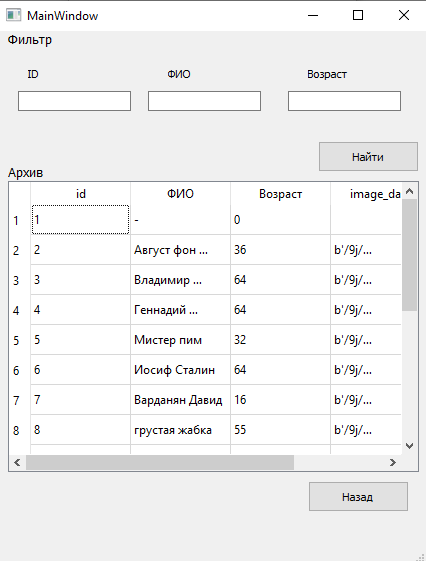 MainWindow
Фильтр
ID ФИО Возраст
Найти
Архив
id ФИО Возраст image_da
1 1 - 0
2 2 Август фон ... 36 b'/9j/...
3 3 Владимир ... 64 b'/9j/...
4 4 Геннадий ... 64 b'/9j/...
5 5 Мистер пим 32 b'/9j/...
6 6 Иосиф Сталин 64 b'/9j/...
7 7 Варданян Давид 16 b'/9j/...
8 8 грустая жабка 55 b'/9j/...
Назад